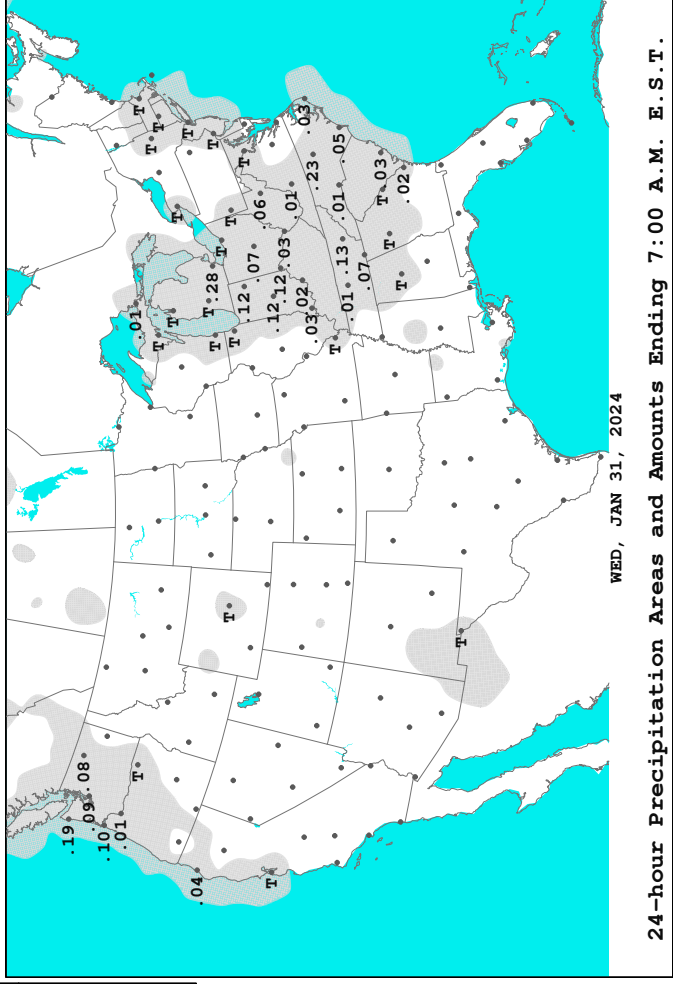 .19
.08
.09
.10
.01
.01
T
T
T
T
T
T
T
T
.04
T
.28
T
T
T
T
T
T
.12
T
.07
.06
T
.12
.12
.03
.01
.02
.03
.03
.23
T
.01
.05
.13
.01
.07
T
.03
T
T
.02
T
WED, JAN 31, 2024
24-hour Precipitation Areas and Amounts Ending 7:00 A.M. E.S.T.